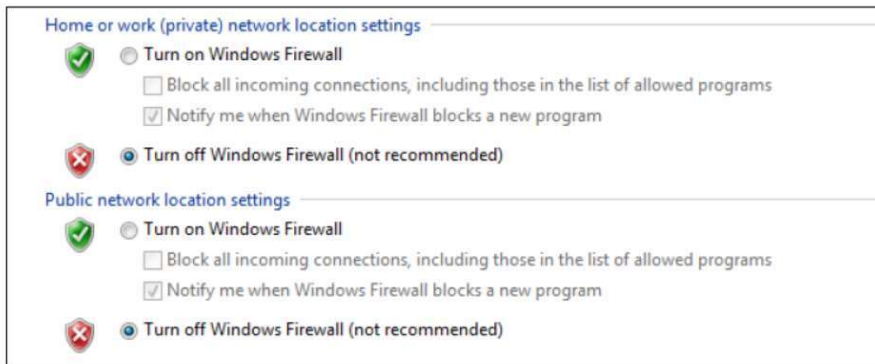 Home or work (private) network location settings
Turn on Windows Firewall
Block all incoming connections, including those in the list of allowed programs
Notify me when Windows Firewall blocks a new program
Turn off Windows Firewall (not recommended)
Public network location settings
Turn on Windows Firewall
Block all incoming connections, including those in the list of allowed programs
Notify me when Windows Firewall blocks a new program
Turn off Windows Firewall (not recommended)